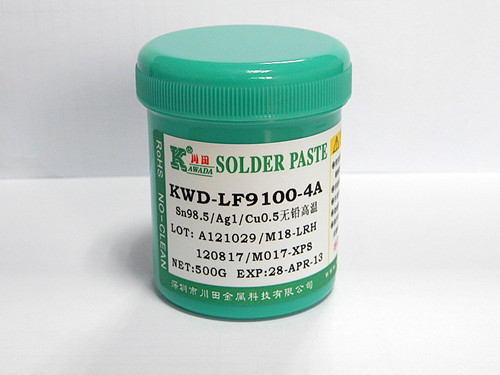 RoHS NO-CLEAN
K®川田
AWADA
SOLDER PASTE
KWD-LF9100-4A
Sn98.5/Ag1/Cu0.5无铅高温
LOT: A121029/M18-LRH
120817/M017-XPS
NET:500G EXP:28-APR-13
深圳市川田金属科技有限公司